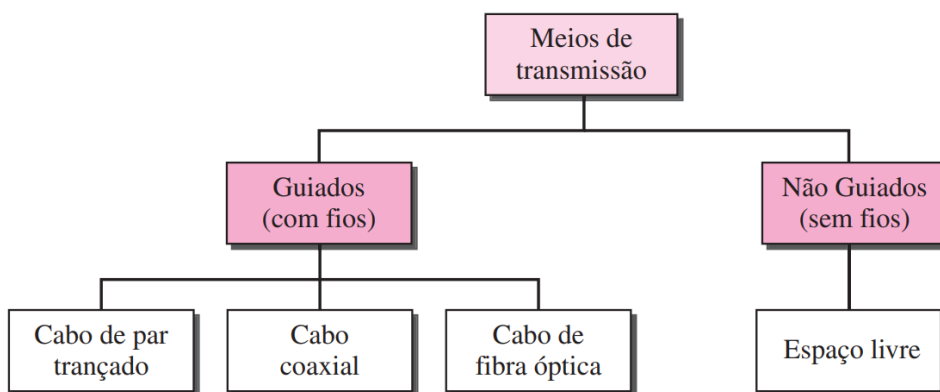 Meios de
transmissão
Guiados
(com fios)
Não Guiados
(sem fios)
Cabo de par
trançado
Cabo
coaxial
Cabo de
fibra óptica
Espaço livre